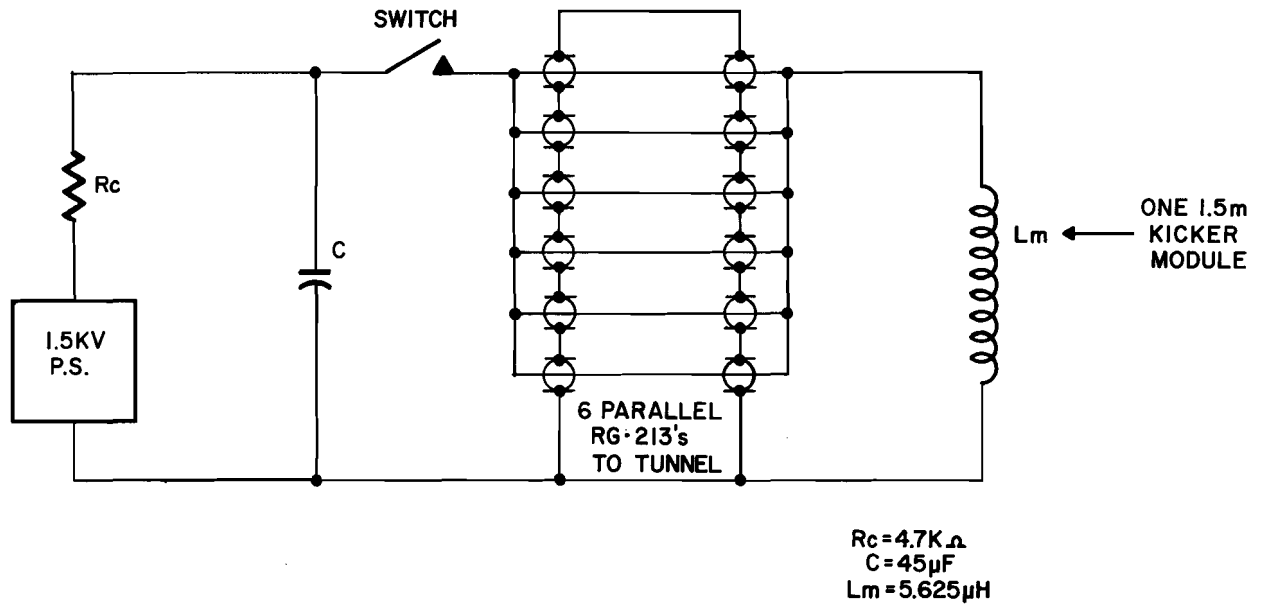 SWITCH
Rc
C
1.5KV
P.S.
6 PARALLEL
RG·213's
TO TUNNEL
Lm
ONE 1.5m
KICKER
MODULE
Rc=4.7K Ω
C=45µF
Lm=5.625µH